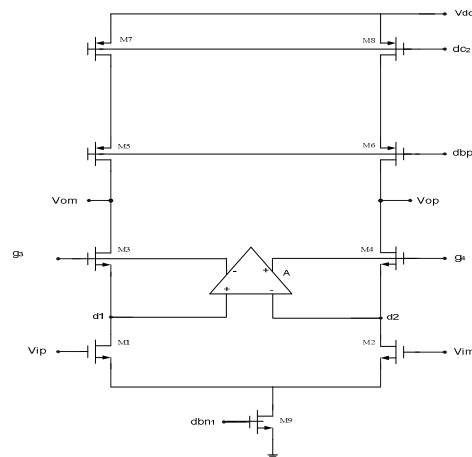 Vdd
M7
M8
dc2
M5
M6
dbp
Vom
Vop
g3
M3
M4
g4
- +
A
+ -
d1
d2
Vip
M1
M2
Vim
dbn1
M9